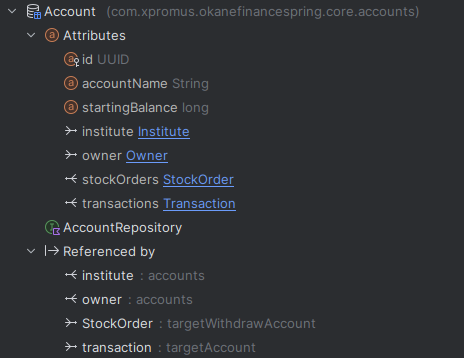 Account (com.xpromus.okanefinancespring.core.accounts)
a Attributes
a id UUID
a accountName String
a startingBalance long
institute Institute
owner Owner
stockOrders StockOrder
transactions Transaction
I AccountRepository
Referenced by
institute : accounts
owner : accounts
StockOrder : targetWithdrawAccount
transaction : targetAccount